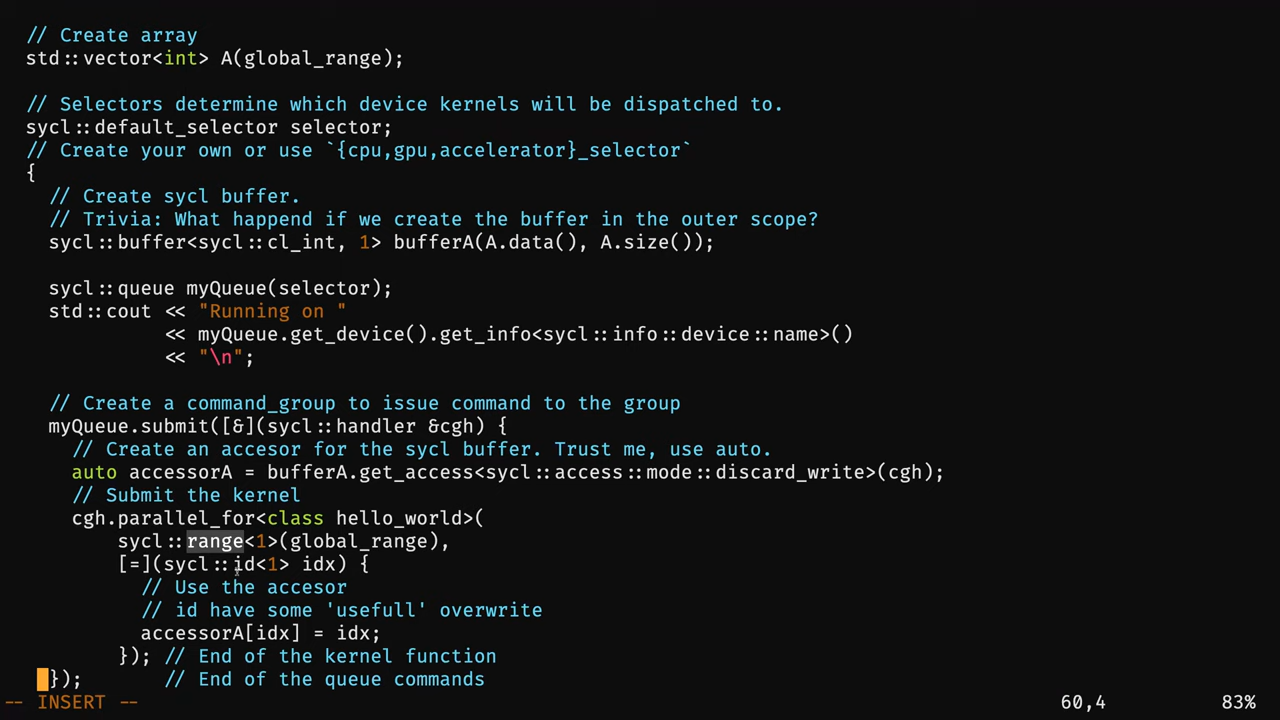 // Create array
std::vector<int> A(global_range);
// Selectors determine which device kernels will be dispatched to.
sycl::default_selector selector;
// Create your own or use `{cpu,gpu,accelerator}_selector`
{
// Create sycl buffer.
// Trivia: What happend if we create the buffer in the outer scope?
sycl::buffer<sycl::cl_int, 1> bufferA(A.data(), A.size());
sycl::queue myQueue(selector);
std::cout << "Running on "
<< myQueue.get_device().get_info<sycl::info::device::name>()
<< "\n";
// Create a command_group to issue command to the group
myQueue.submit([&](sycl::handler &cgh) {
// Create an accesor for the sycl buffer. Trust me, use auto.
auto accessorA = bufferA.get_access<sycl::access::mode::discard_write>(cgh);
// Submit the kernel
cgh.parallel_for<class hello_world>(
sycl::range<1>(global_range),
[=](sycl::id<1> idx) {
// Use the accesor
// id have some 'usefull' overwrite
accessorA[idx] = idx;
}); // End of the kernel function
}); // End of the queue commands
-- INSERT -- 60,4 83%